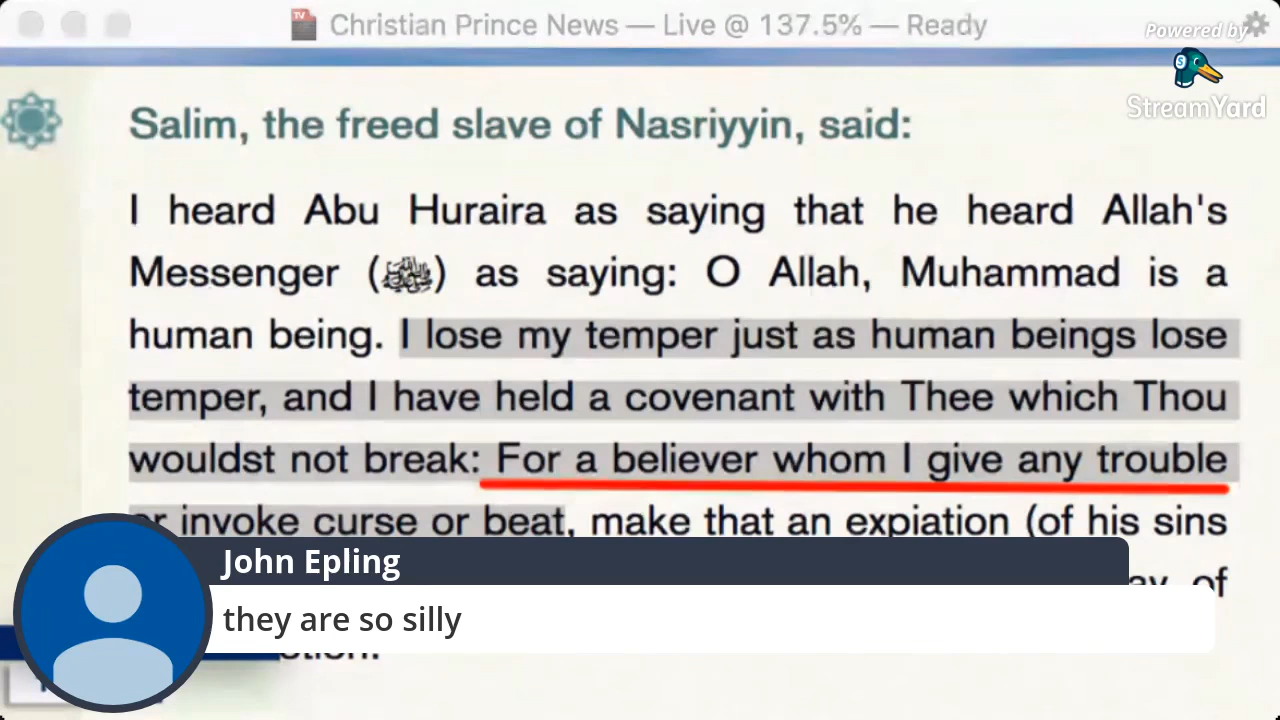 Christian Prince News — Live @ 137.5% — Ready
Powered by
StreamYard
Salim, the freed slave of Nasriyyin, said:
I heard Abu Huraira as saying that he heard Allah's
Messenger (ﷺ) as saying: O Allah, Muhammad is a
human being. I lose my temper just as human beings lose
temper, and I have held a covenant with Thee which Thou
wouldst not break: For a believer whom I give any trouble
or invoke curse or beat, make that an expiation (of his sins
of
John Epling
they are so silly